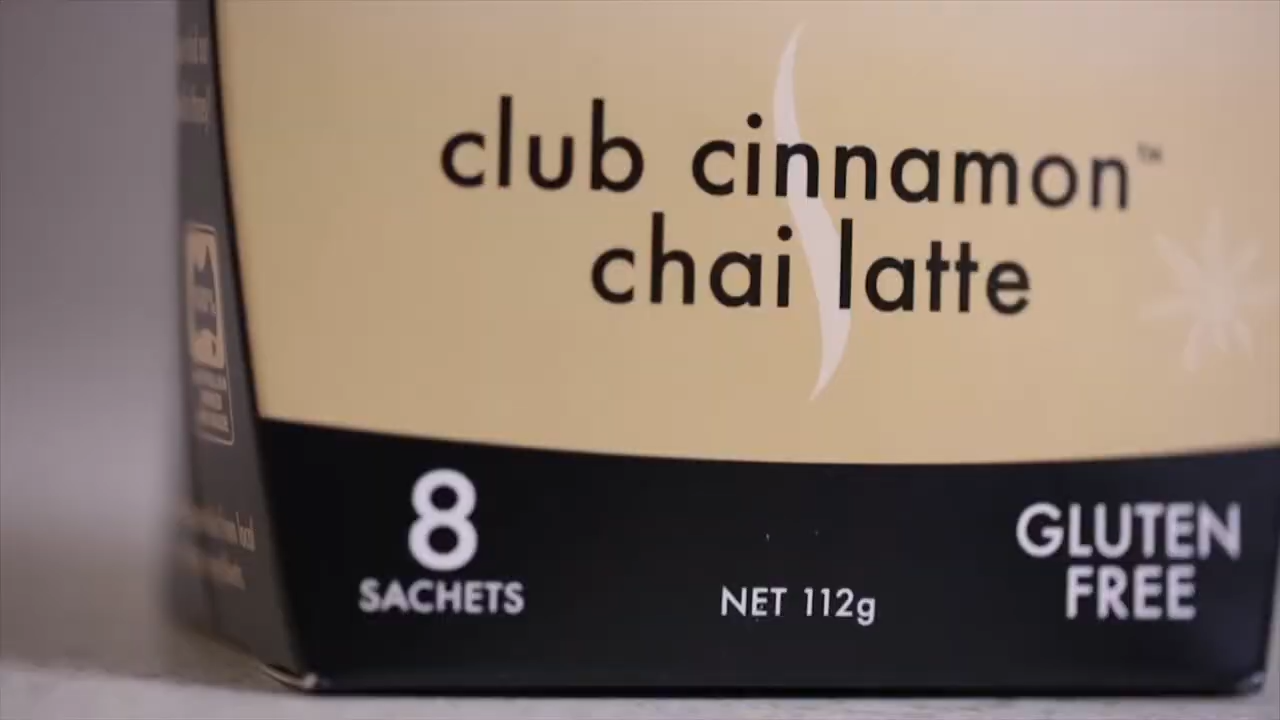 club cinnamon™
chai latte
8
SACHETS
NET 112g
GLUTEN
FREE